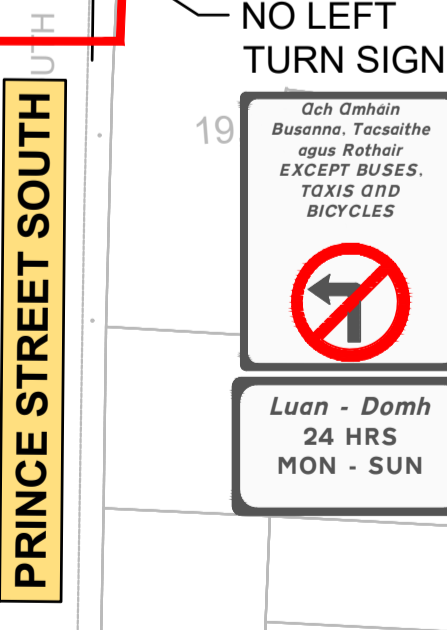 NO LEFT
TURN SIGN
UTH
19
PRINCE STREET SOUTH
Ach Amháin
Busanna, Tacsaithe
agus Rothair
EXCEPT BUSES,
TAXIS AND
BICYCLES
Luan - Domh
24 HRS
MON - SUN